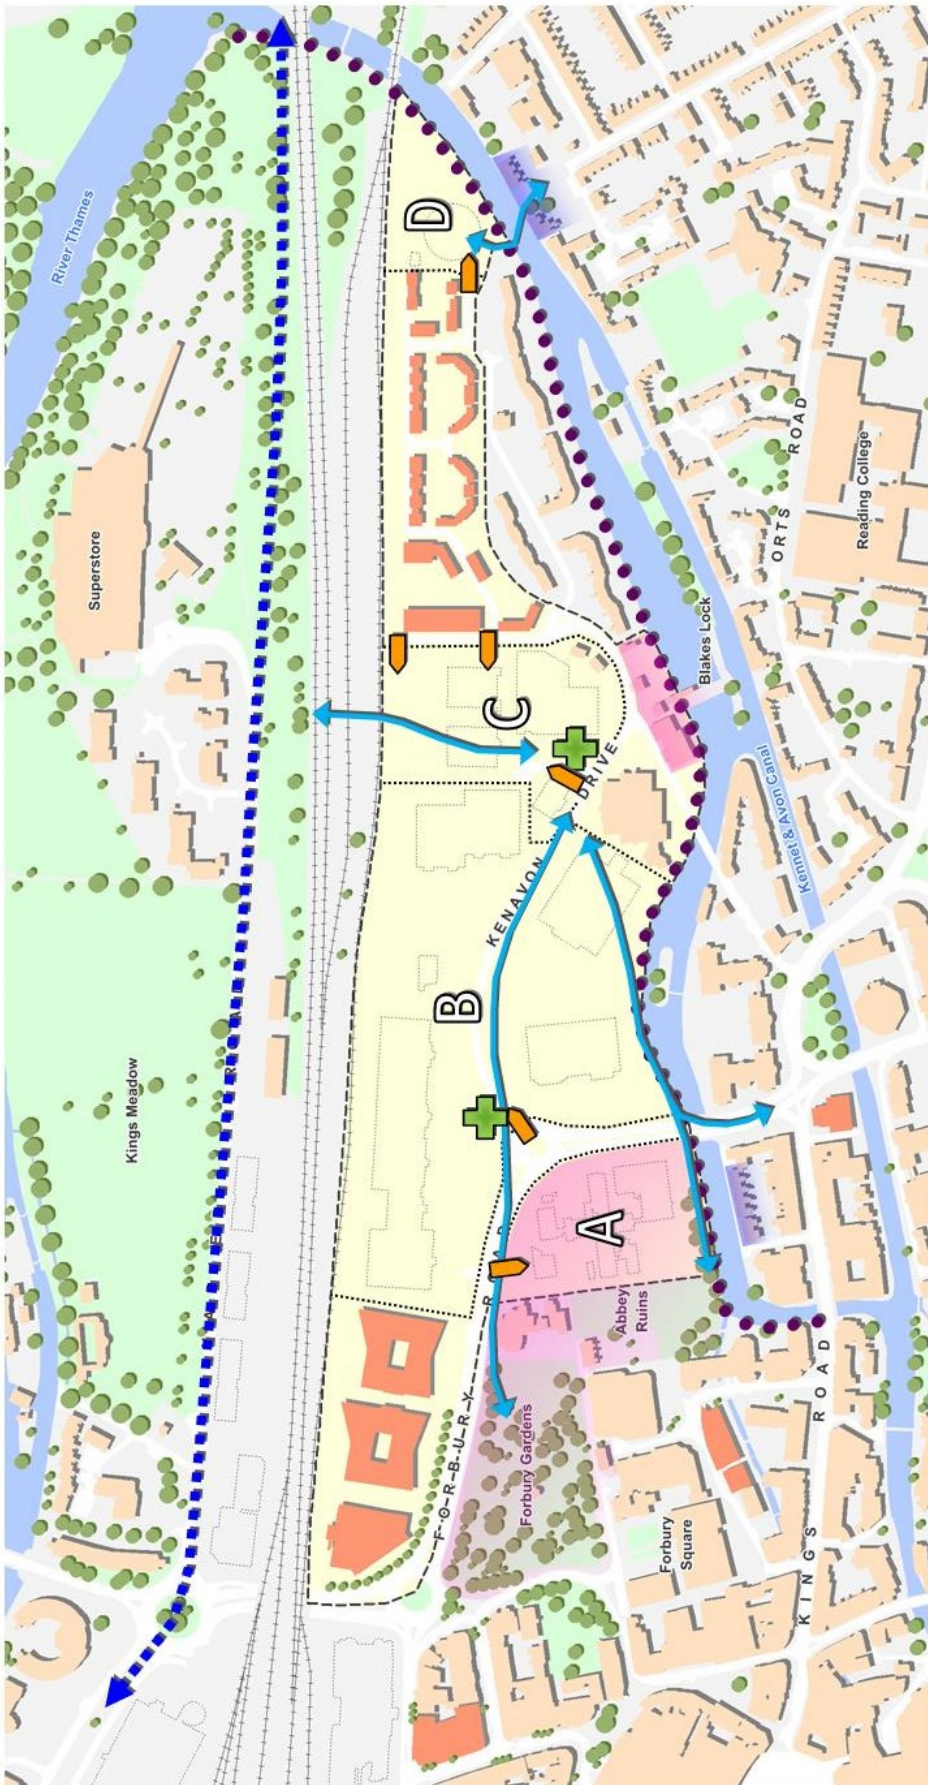 River Thames
Superstore
Kings Meadow
D
C
B
A
KENAVON
DRIVE
Blakes Lock
ORTS ROAD
Reading College
Kennet & Avon Canal
Abbey
Ruins
Forbury Gardens
FORBURY
Forbury
Square
KINGS ROAD